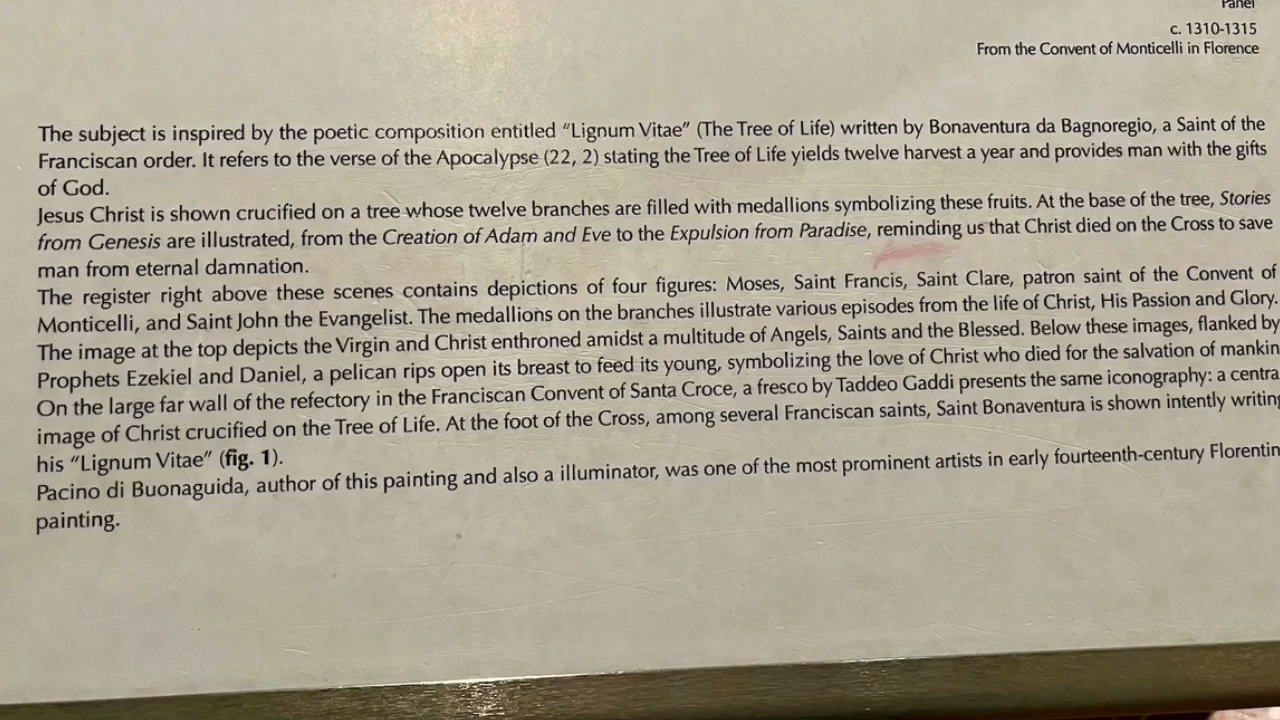 Panel
c. 1310-1315
From the Convent of Monticelli in Florence
The subject is inspired by the poetic composition entitled “Lignum Vitae” (The Tree of Life) written by Bonaventura da Bagnoregio, a Saint of the
Franciscan order. It refers to the verse of the Apocalypse (22, 2) stating the Tree of Life yields twelve harvest a year and provides man with the gifts
of God.
Jesus Christ is shown crucified on a tree whose twelve branches are filled with medallions symbolizing these fruits. At the base of the tree, Stories
from Genesis are illustrated, from the Creation of Adam and Eve to the Expulsion from Paradise, reminding us that Christ died on the Cross to save
man from eternal damnation.
The register right above these scenes contains depictions of four figures: Moses, Saint Francis, Saint Clare, patron saint of the Convent of
Monticelli, and Saint John the Evangelist. The medallions on the branches illustrate various episodes from the life of Christ, His Passion and Glory.
The image at the top depicts the Virgin and Christ enthroned amidst a multitude of Angels, Saints and the Blessed. Below these images, flanked by
Prophets Ezekiel and Daniel, a pelican rips open its breast to feed its young, symbolizing the love of Christ who died for the salvation of mankin
On the large far wall of the refectory in the Franciscan Convent of Santa Croce, a fresco by Taddeo Gaddi presents the same iconography: a centra
image of Christ crucified on the Tree of Life. At the foot of the Cross, among several Franciscan saints, Saint Bonaventura is shown intently writing
his “Lignum Vitae” (fig. 1).
Pacino di Buonaguida, author of this painting and also a illuminator, was one of the most prominent artists in early fourteenth-century Florentin
painting.